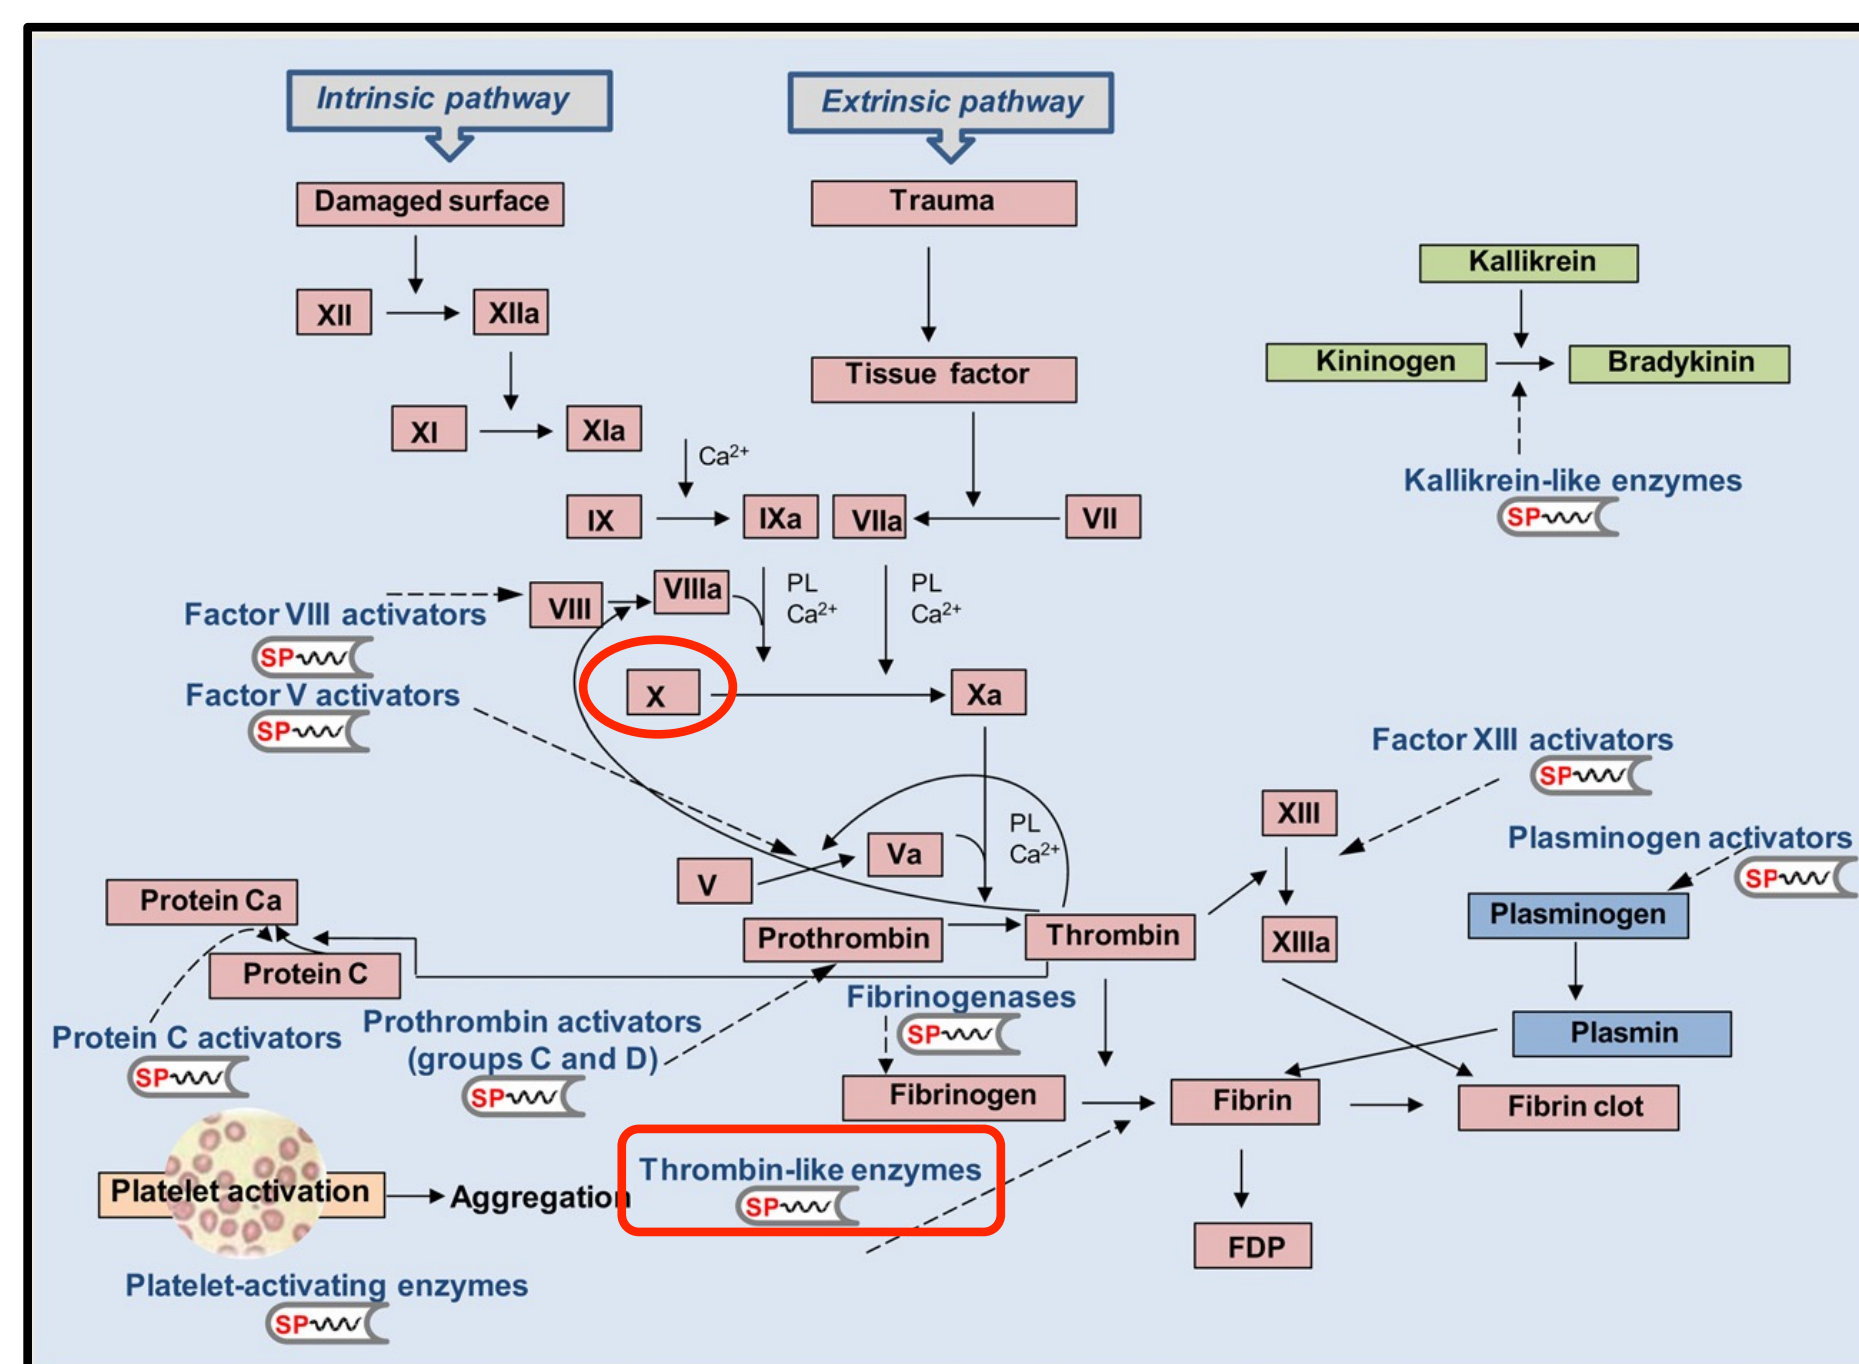 Intrinsic pathway
Extrinsic pathway
Damaged surface
Trauma
Kallikrein
XII
XIIa
Kininogen
Bradykinin
Tissue factor
XI
XIa
Ca²⁺
Kallikrein-like enzymes
SP
IX
IXa
VIIa
VII
Factor VIII activators
SP
VIII
VIIIa
PL
Ca²⁺
PL
Ca²⁺
Factor V activators
SP
X
Xa
Factor XIII activators
SP
XIII
Plasminogen activators
SP
PL
Ca²⁺
V
Va
Protein Ca
Protein C
Prothrombin
Thrombin
XIIIa
Plasminogen
Protein C activators
SP
Prothrombin activators
(groups C and D)
SP
Fibrinogenases
SP
Plasmin
Fibrinogen
Fibrin
Fibrin clot
Platelet activation
Aggregation
Thrombin-like enzymes
SP
FDP
Platelet-activating enzymes
SP